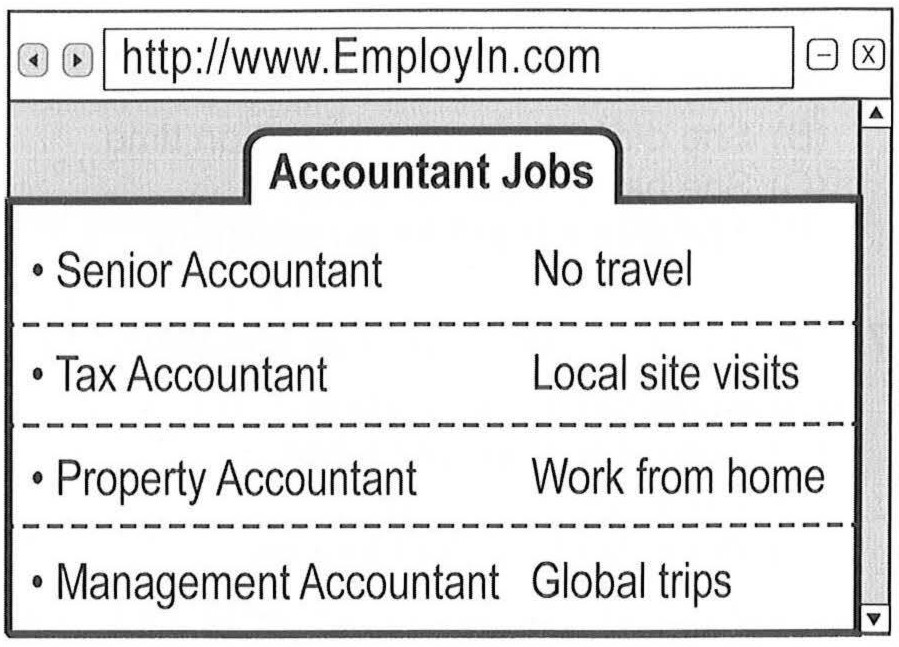 http://www.EmployIn.com
Accountant Jobs
• Senior Accountant No travel
• Tax Accountant Local site visits
• Property Accountant Work from home
• Management Accountant Global trips